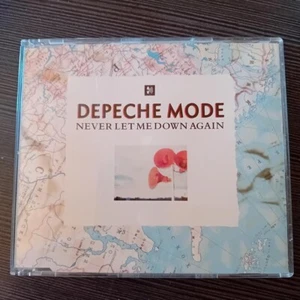 DEPECHE MODE
NEVER LET ME DOWN AGAIN